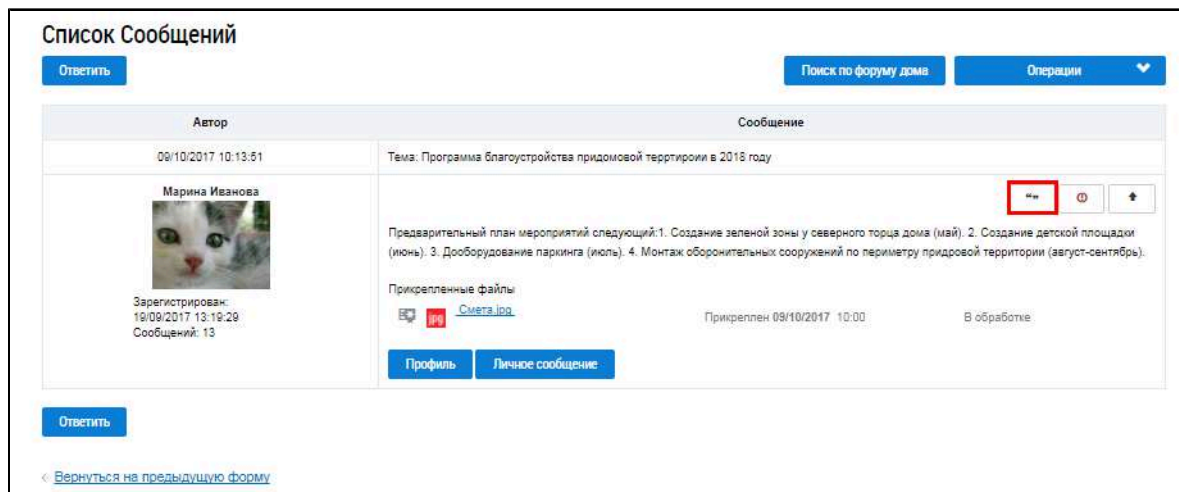 Список Сообщений
Ответить
Поиск по форуму дома
Операции
Автор
Сообщение
09/10/2017 10:13:51
Тема: Программа благоустройства придомовой терртироии в 2018 году
Марина Иванова
Предварительный план мероприятий следующий:1. Создание зеленой зоны у северного торца дома (май). 2. Создание детской площадки
(июнь). 3. Дооборудование паркинга (июль). 4. Монтаж оборонительных сооружений по периметру придровой территории (август-сентябрь).
Зарегистрирован:
19/09/2017 13:19:29
Сообщений: 13
Прикрепленные файлы
jpg Смета.jpg
Прикреплен 09/10/2017 10:00
В обработке
Профиль
Личное сообщение
Ответить
Вернуться на предыдущую форму